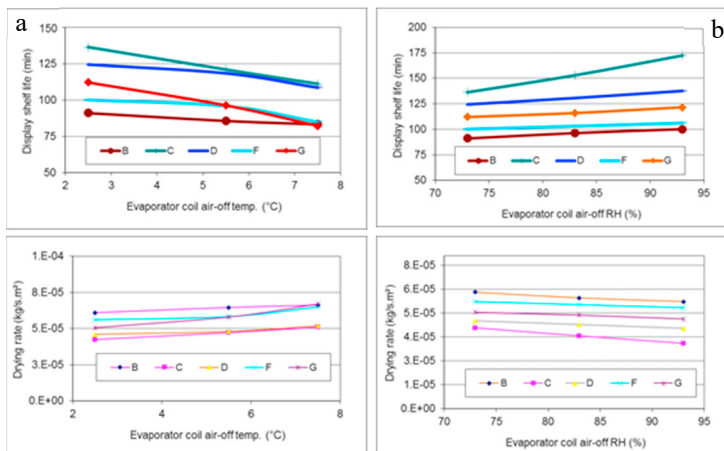 a
150
125
100
75
50
Display shelf life (min)
B C D F G
2 3 4 5 6 7 8
Evaporator coil air-off temp. (°C)
b
200
175
150
125
100
75
50
Display shelf life (min)
B C D F G
70 75 80 85 90 95
Evaporator coil air-off RH (%)
1.E-04
8.E-05
5.E-05
3.E-05
0.E+00
Drying rate (kg/s.m²)
B C D F G
2 4 6 8
Evaporator coil air-off temp. (°C)
8.E-05
6.E-05
5.E-05
4.E-05
3.E-05
1.E-05
0.E+00
Drying rate (kg/s.m²)
B C D F G
70 75 80 85 90 95
Evaporator coil air-off RH (%)